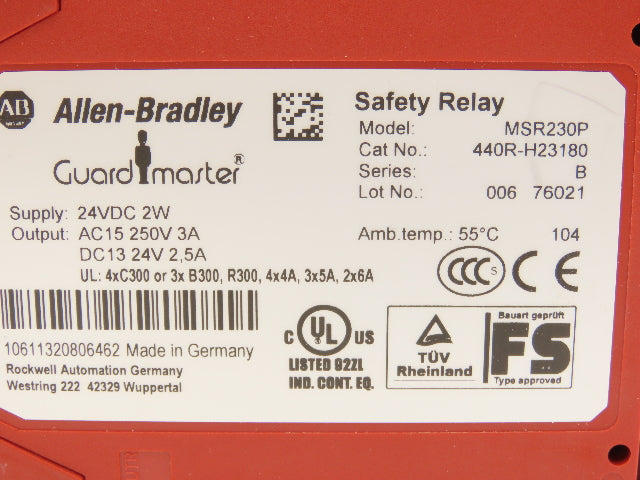 AB
Allen-Bradley
Guardmaster®
Safety Relay
Model: MSR230P
Cat No.: 440R-H23180
Series: B
Lot No.: 006 76021
Supply: 24VDC 2W
Output: AC15 250V 3A
DC13 24V 2,5A
Amb.temp.: 55°C 104
UL: 4xC300 or 3x B300, R300, 4x4A, 3x5A, 2x6A
CCC S CE
10611320806462 Made in Germany
Rockwell Automation Germany
Westring 222 42329 Wuppertal
C UL US
LISTED 92ZL
IND. CONT. EQ.
TÜV
Rheinland
Bauart geprüft
FS
Type approved